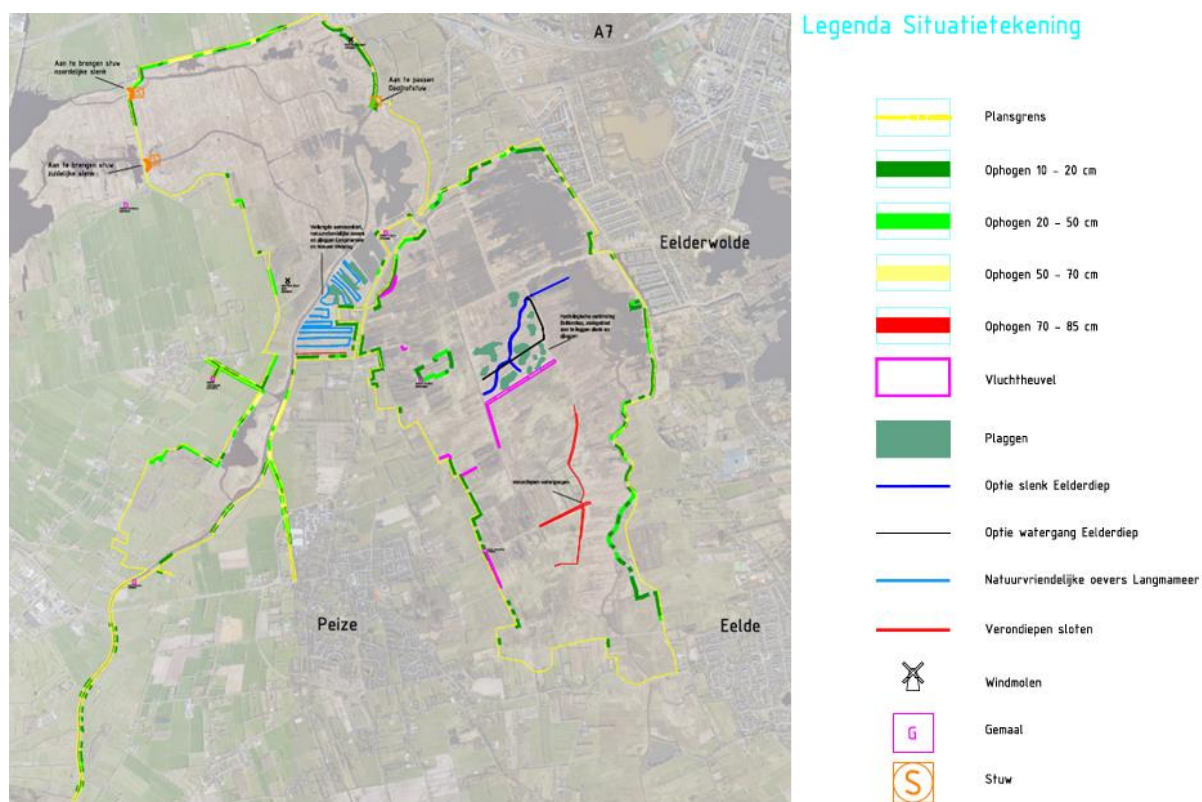 A7
Aan te brengen stuw
noordelijke slenk
Aan te passen
Aan te brengen stuw
zuidelijke slenk
Eelderwolde
Peize
Eelde
Legenda Situatietekening
Plansgrens
Ophogen 10 - 20 cm
Ophogen 20 - 50 cm
Ophogen 50 - 70 cm
Ophogen 70 - 85 cm
Vluchtheuvel
Plaggen
Optie slenk Eelderdiep
Optie watergang Eelderdiep
Natuurvriendelijke oevers Langmameer
Verondiepen sloten
Windmolen
G
Gemaal
S
Stuw